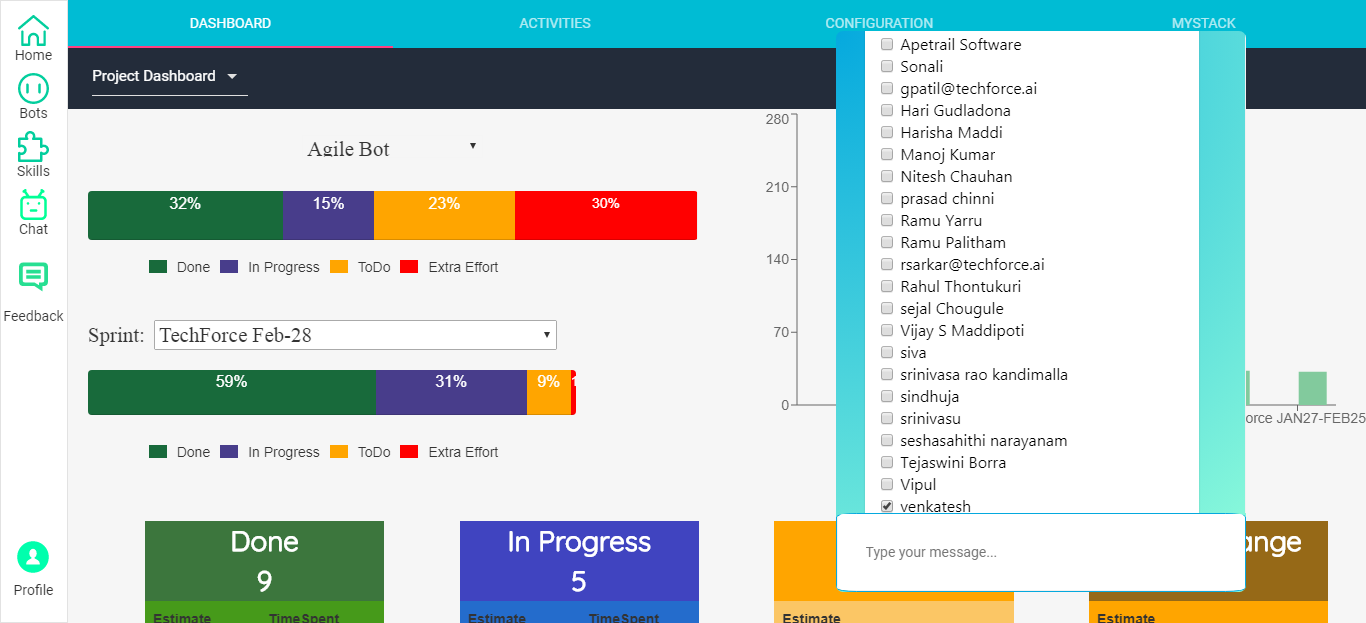 DASHBOARD
ACTIVITIES
CONFIGURATION
MYSTACK
Home
Bots
Skills
Chat
Feedback
Profile
Project Dashboard
Agile Bot
32%
15%
23%
30%
Done
In Progress
ToDo
Extra Effort
Sprint:
TechForce Feb-28
59%
31%
9%
Done
In Progress
ToDo
Extra Effort
280
210
140
70
0
JAN27-FEB25
Apetrail Software
Sonali
gpatil@techforce.ai
Hari Gudladona
Harisha Maddi
Manoj Kumar
Nitesh Chauhan
prasad chinni
Ramu Yarru
Ramu Palitham
rsarkar@techforce.ai
Rahul Thontukuri
sejal Chougule
Vijay S Maddipoti
siva
srinivasa rao kandimalla
sindhuja
srinivasu
seshasahithi narayanam
Tejaswini Borra
Vipul
venkatesh
Type your message...
Done
9
Estimate TimeSpent
In Progress
5
Estimate TimeSpent
Estimate
Estimate